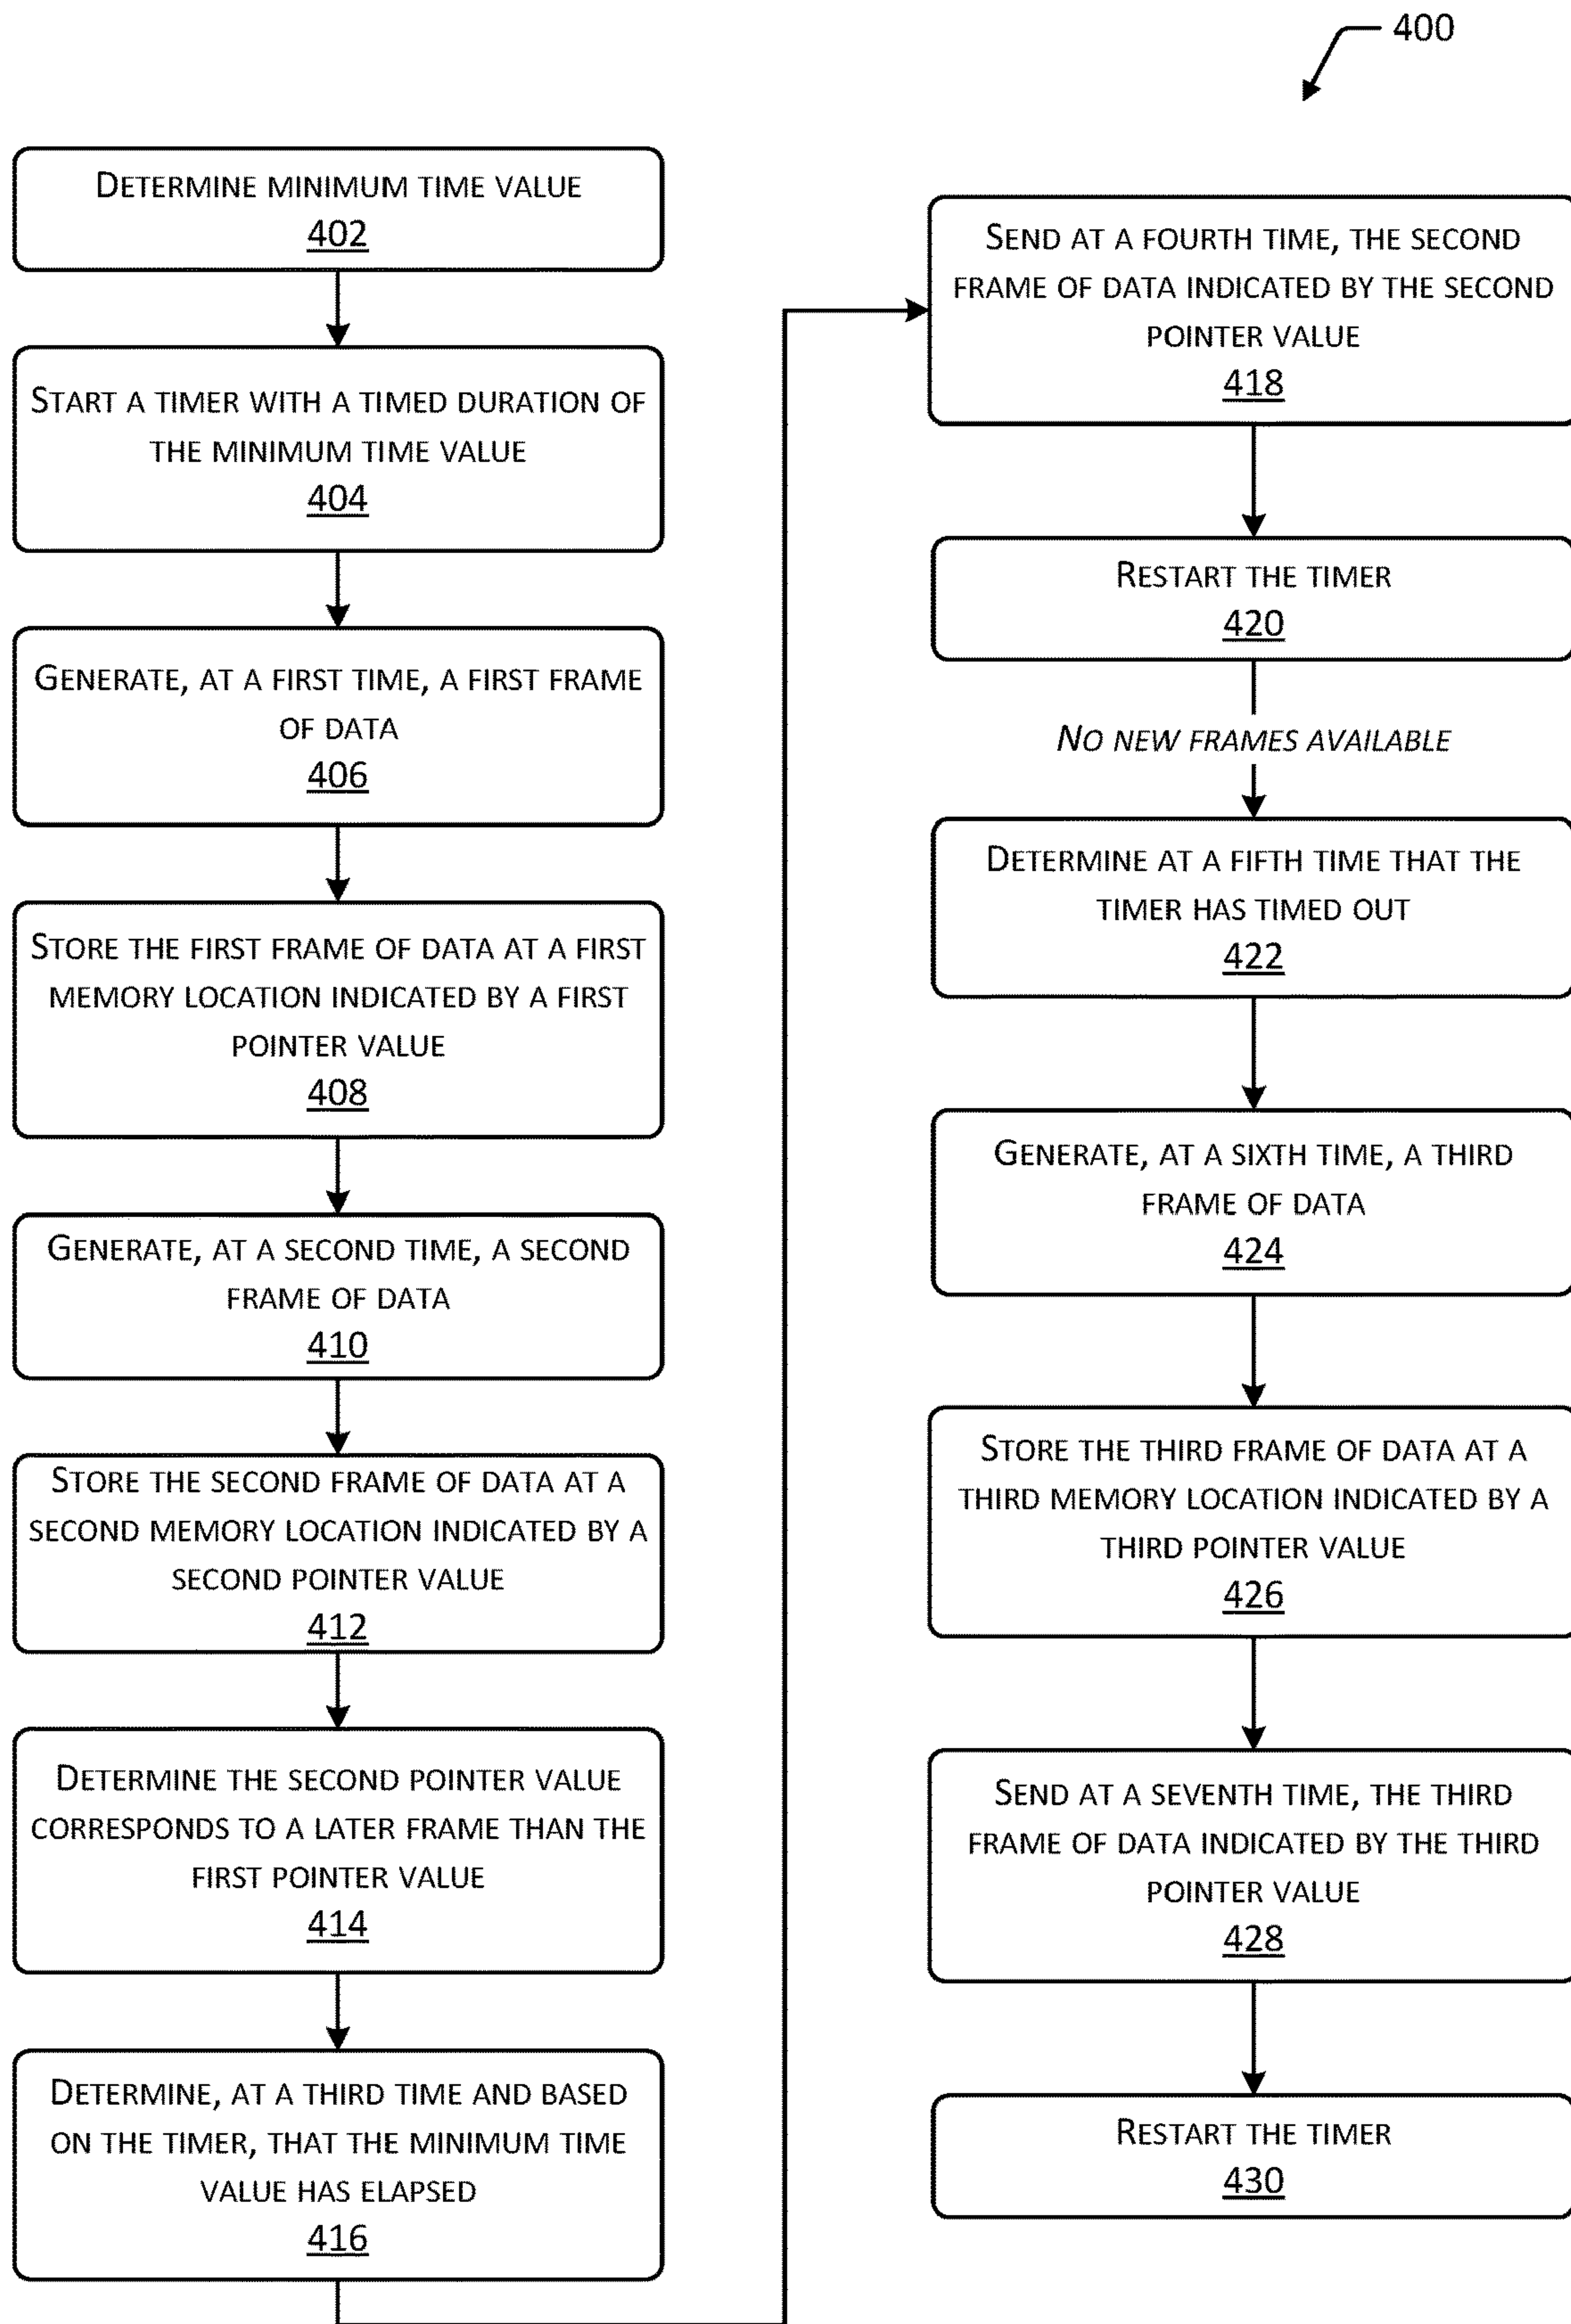 400
DETERMINE MINIMUM TIME VALUE
402
START A TIMER WITH A TIMED DURATION OF
THE MINIMUM TIME VALUE
404
GENERATE, AT A FIRST TIME, A FIRST FRAME
OF DATA
406
STORE THE FIRST FRAME OF DATA AT A FIRST
MEMORY LOCATION INDICATED BY A FIRST
POINTER VALUE
408
GENERATE, AT A SECOND TIME, A SECOND
FRAME OF DATA
410
STORE THE SECOND FRAME OF DATA AT A
SECOND MEMORY LOCATION INDICATED BY A
SECOND POINTER VALUE
412
DETERMINE THE SECOND POINTER VALUE
CORRESPONDS TO A LATER FRAME THAN THE
FIRST POINTER VALUE
414
DETERMINE, AT A THIRD TIME AND BASED
ON THE TIMER, THAT THE MINIMUM TIME
VALUE HAS ELAPSED
416
SEND AT A FOURTH TIME, THE SECOND
FRAME OF DATA INDICATED BY THE SECOND
POINTER VALUE
418
RESTART THE TIMER
420
NO NEW FRAMES AVAILABLE
DETERMINE AT A FIFTH TIME THAT THE
TIMER HAS TIMED OUT
422
GENERATE, AT A SIXTH TIME, A THIRD
FRAME OF DATA
424
STORE THE THIRD FRAME OF DATA AT A
THIRD MEMORY LOCATION INDICATED BY A
THIRD POINTER VALUE
426
SEND AT A SEVENTH TIME, THE THIRD
FRAME OF DATA INDICATED BY THE THIRD
POINTER VALUE
428
RESTART THE TIMER
430